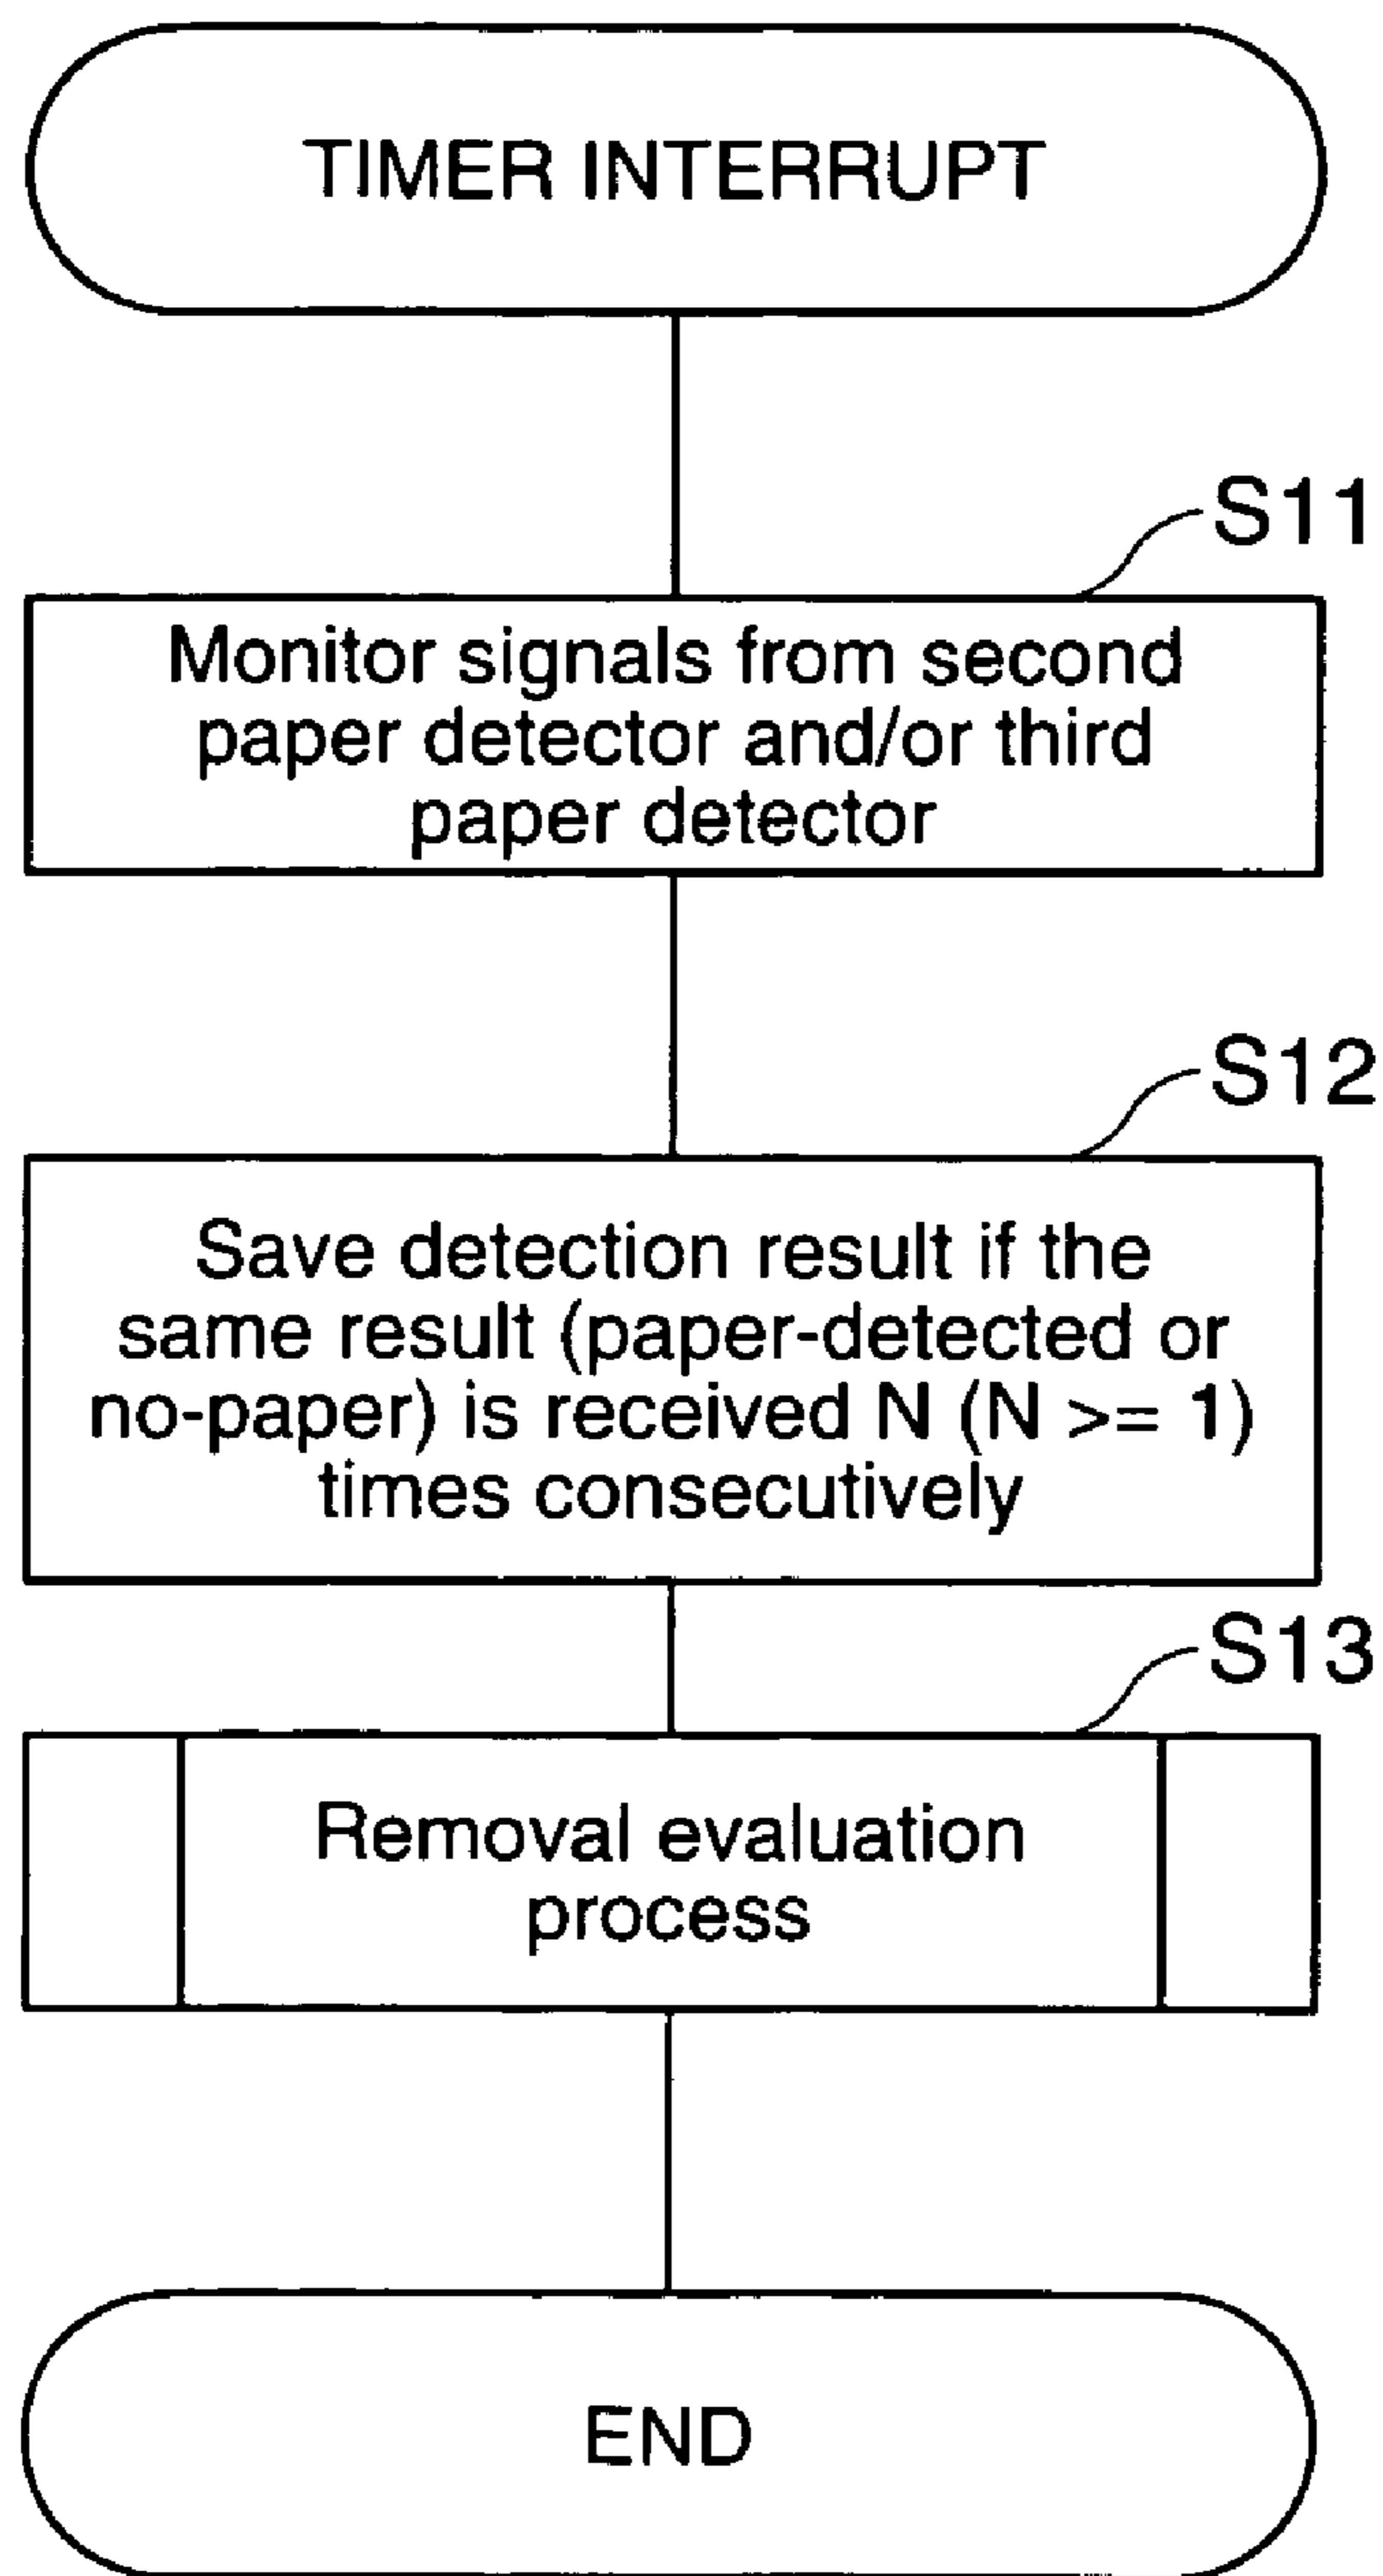 TIMER INTERRUPT
S11
Monitor signals from second
paper detector and/or third
paper detector
S12
Save detection result if the
same result (paper-detected or
no-paper) is received N (N >= 1)
times consecutively
S13
Removal evaluation
process
END